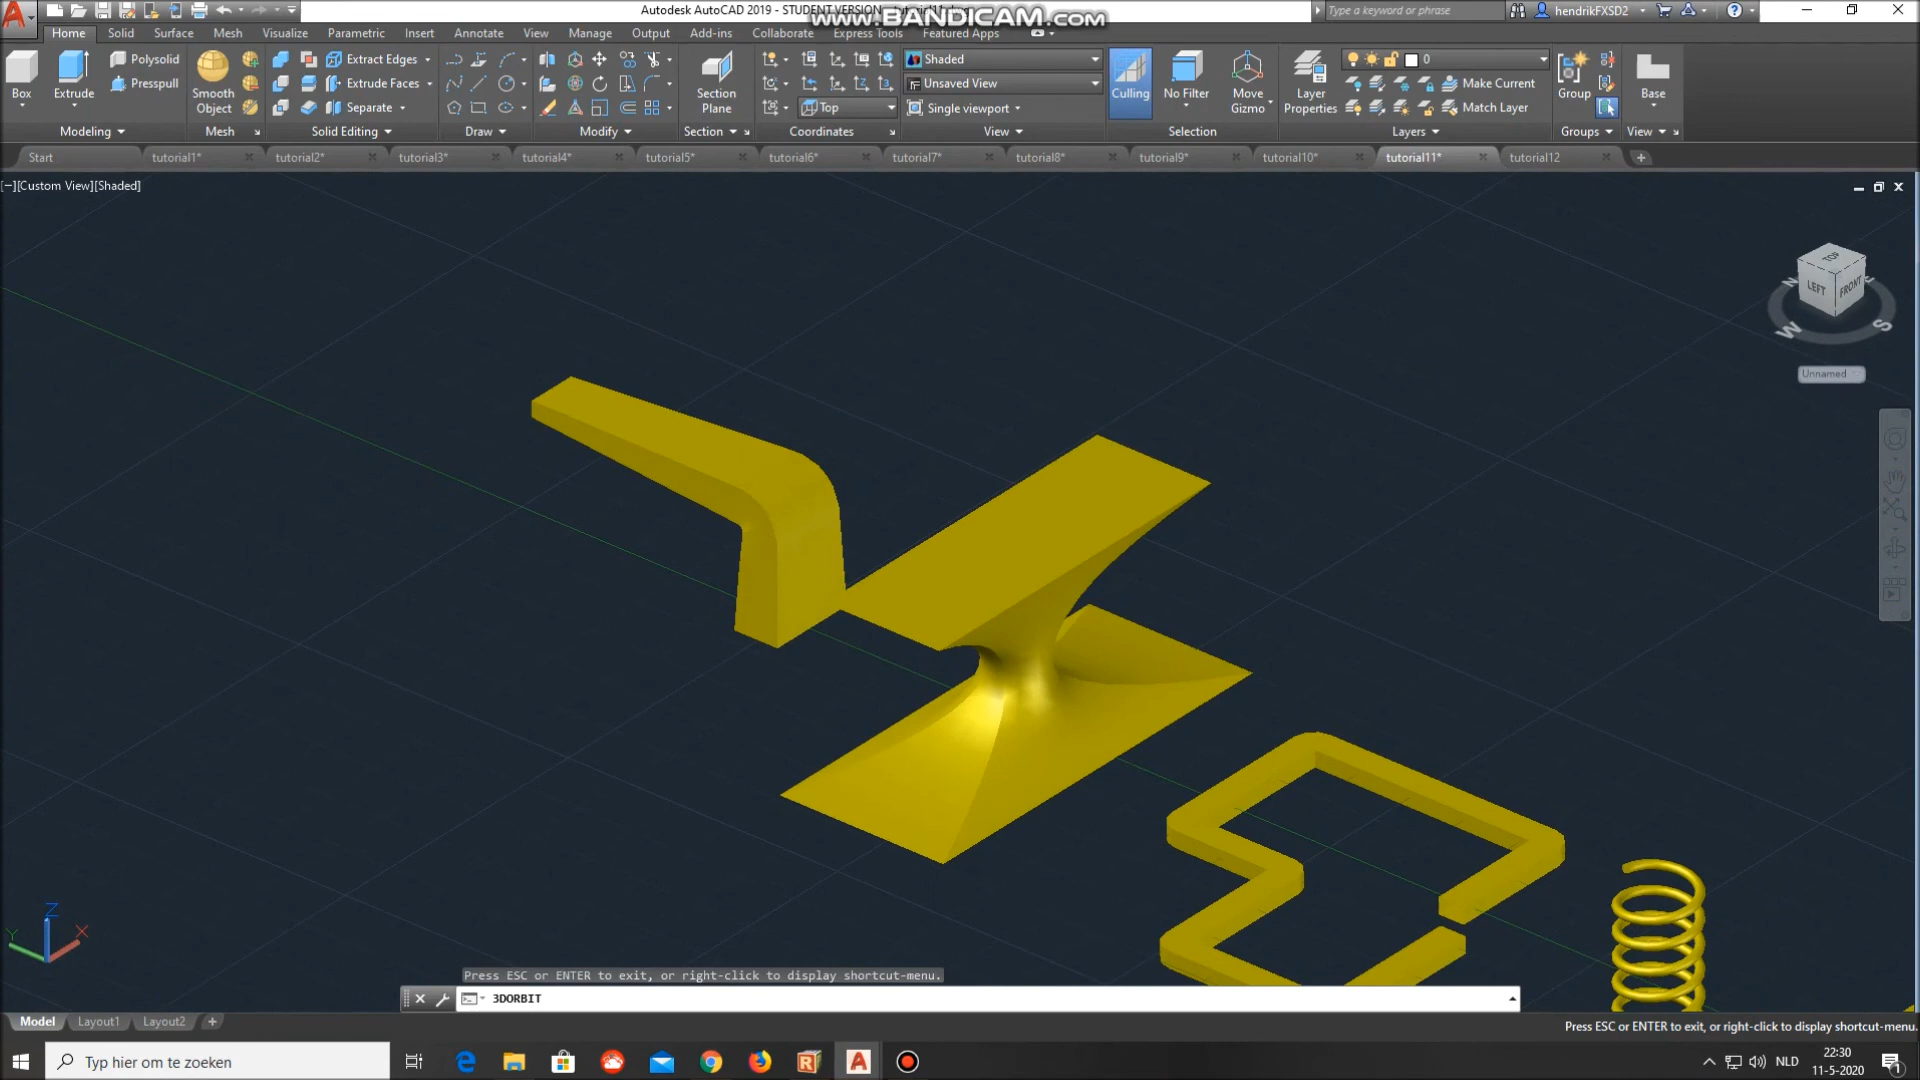 Autodesk AutoCAD 2019 - STUDENT VERSION
www.BANDICAM.com
Type a keyword or phrase
hendrikFXSD2
Home Solid Surface Mesh Visualize Parametric Insert Annotate View Manage Output Add-ins Collaborate Express Tools Featured Apps
Box Extrude Polysolid Presspull
Smooth Object
Extract Edges
Extrude Faces
Separate
Section Plane
Top
Shaded
Unsaved View
Single viewport
Culling No Filter Move Gizmo
Layer Properties
0
Make Current
Match Layer
Group Base
Modeling Mesh Solid Editing Draw Modify Section Coordinates View Selection Layers Groups View
Start tutorial1* tutorial2* tutorial3* tutorial4* tutorial5* tutorial6* tutorial7* tutorial8* tutorial9* tutorial10* tutorial11* tutorial12
[−][Custom View][Shaded]
TOP
LEFT FRONT
N
W S
Unnamed
Z
Y X
Press ESC or ENTER to exit, or right-click to display shortcut-menu.
3DORBIT
Model Layout1 Layout2
Press ESC or ENTER to exit, or right-click to display shortcut-menu.
Typ hier om te zoeken
NLD
22:30
11-5-2020
1